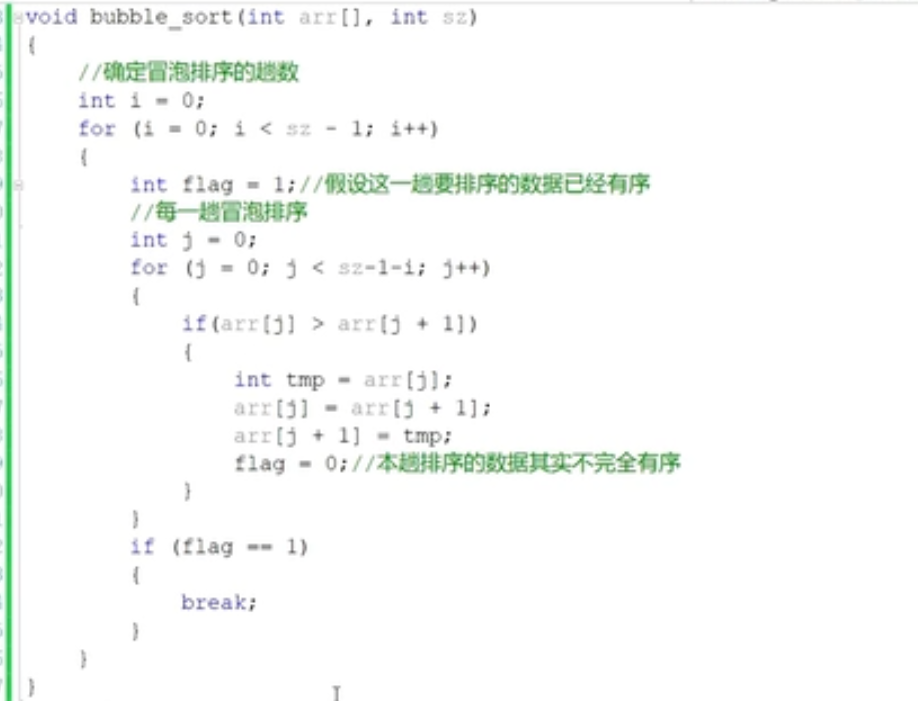 void bubble_sort(int arr[], int sz)
{
//确定冒泡排序的趟数
int i = 0;
for (i = 0; i < sz - 1; i++)
{
int flag = 1;//假设这一趟要排序的数据已经有序
//每一趟冒泡排序
int j = 0;
for (j = 0; j < sz-1-i; j++)
{
if(arr[j] > arr[j + 1])
{
int tmp = arr[j];
arr[j] = arr[j + 1];
arr[j + 1] = tmp;
flag = 0;//本趟排序的数据其实不完全有序
}
}
if (flag == 1)
{
break;
}
}
}